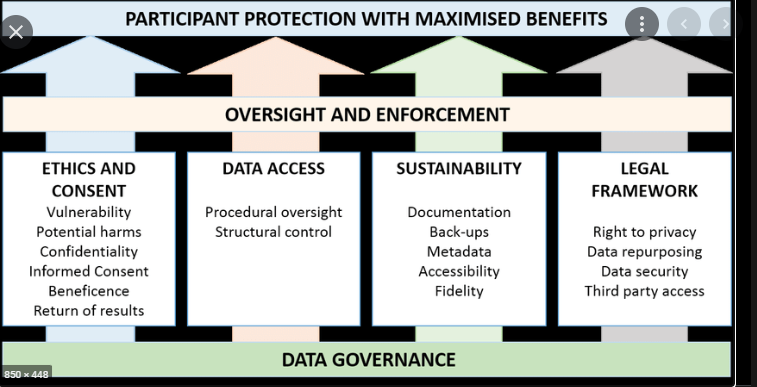 PARTICIPANT PROTECTION WITH MAXIMISED BENEFITS
OVERSIGHT AND ENFORCEMENT
ETHICS AND
CONSENT
Vulnerability
Potential harms
Confidentiality
Informed Consent
Beneficence
Return of results
DATA ACCESS
Procedural oversight
Structural control
SUSTAINABILITY
Documentation
Back-ups
Metadata
Accessibility
Fidelity
LEGAL
FRAMEWORK
Right to privacy
Data repurposing
Data security
Third party access
DATA GOVERNANCE
850 × 448